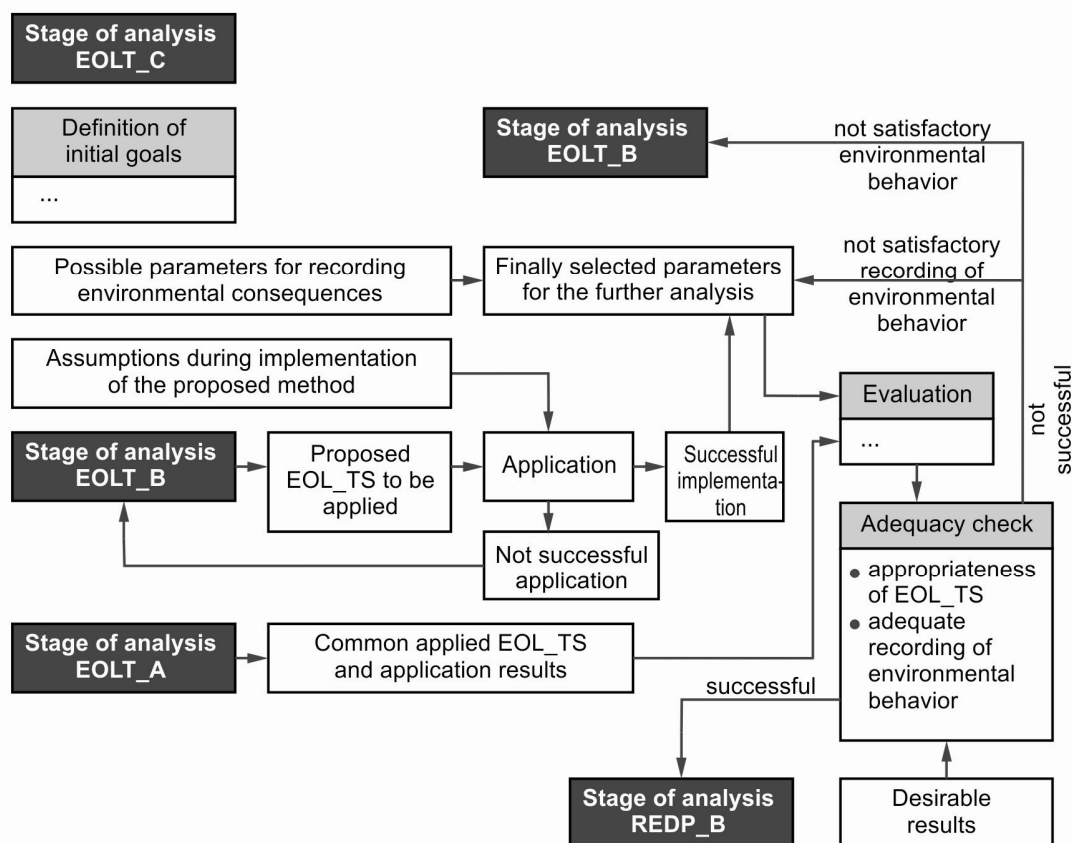 Stage of analysis
EOLT_C
Definition of
initial goals
...
Stage of analysis
EOLT_B
not satisfactory
environmental
behavior
Possible parameters for recording
environmental consequences
Finally selected parameters
for the further analysis
not satisfactory
recording of
environmental
behavior
Assumptions during implementation
of the proposed method
Evaluation
...
not
successful
Stage of analysis
EOLT_B
Proposed
EOL_TS to be
applied
Application
Successful
implementa-
tion
Not successful
application
Adequacy check
● appropriateness
of EOL_TS
● adequate
recording of
environmental
behavior
Stage of analysis
EOLT_A
Common applied EOL_TS
and application results
successful
Stage of analysis
REDP_B
Desirable
results